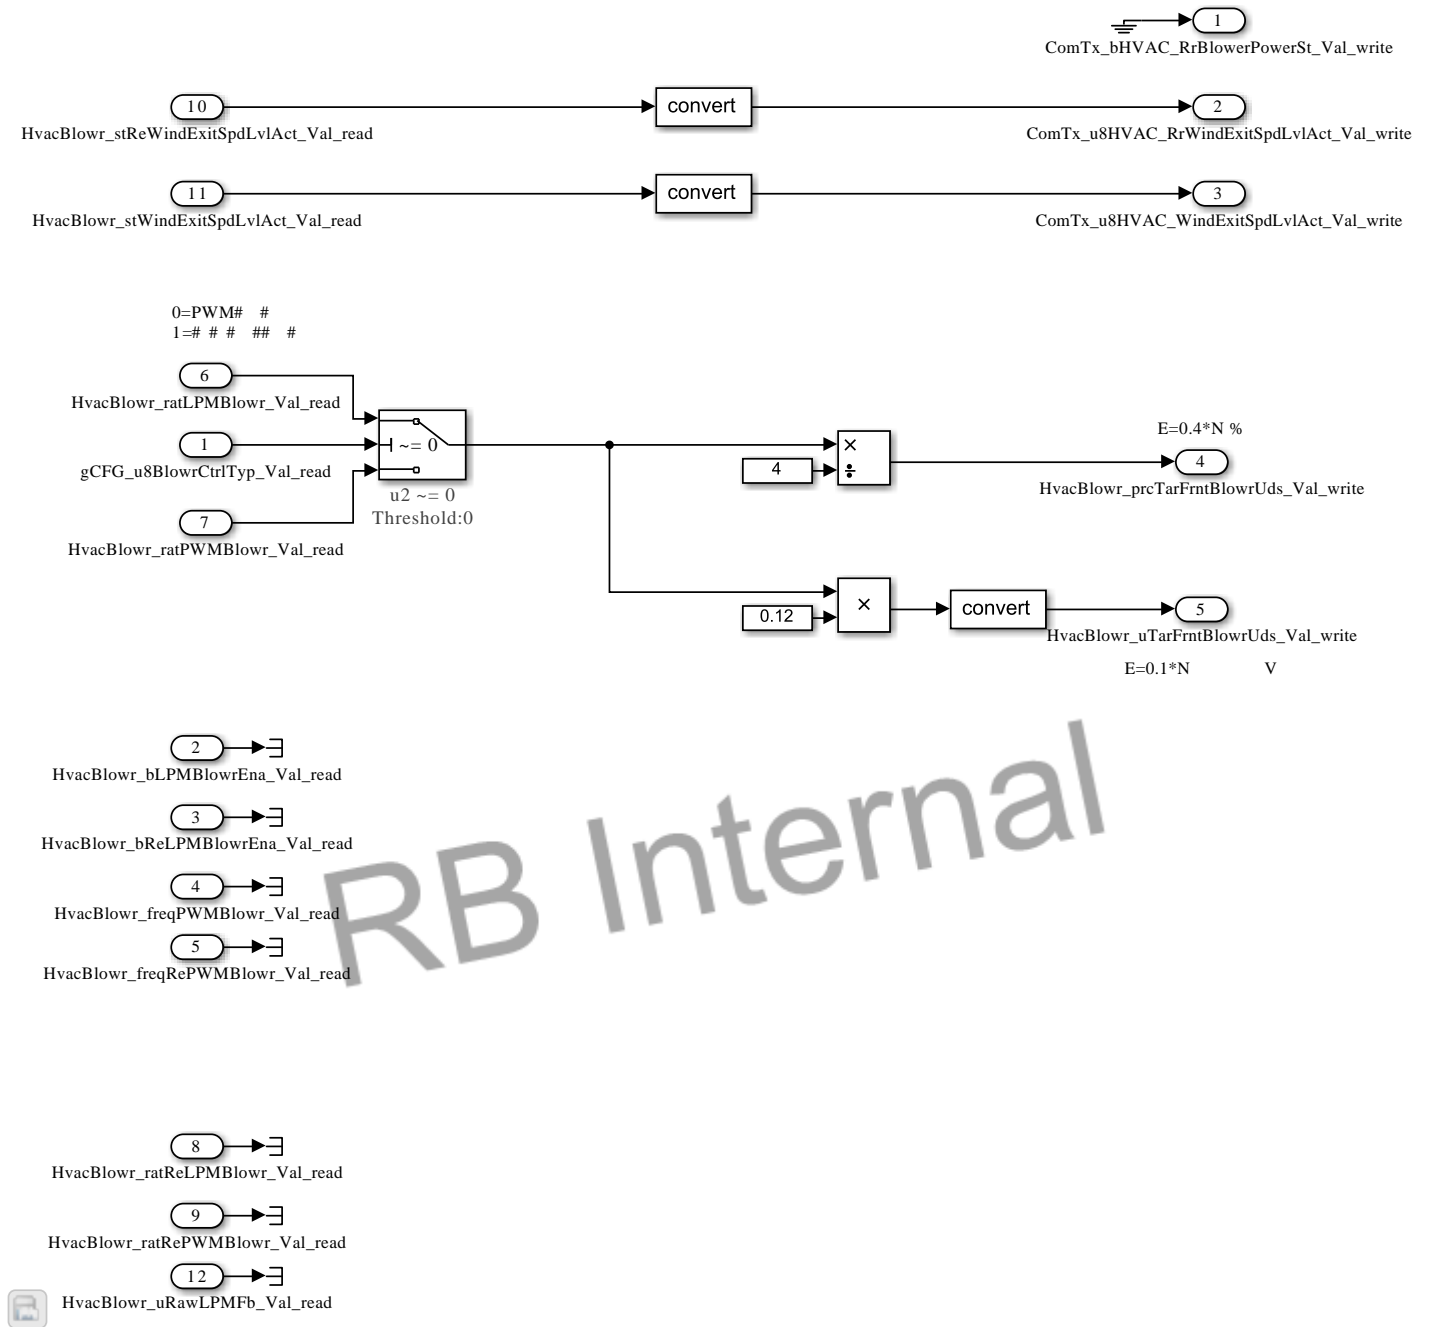 1
ComTx_bHVAC_RrBlowerPowerSt_Val_write
10
convert
2
HvacBlowr_stReWindExitSpdLvlAct_Val_read
ComTx_u8HVAC_RrWindExitSpdLvlAct_Val_write
11
convert
3
HvacBlowr_stWindExitSpdLvlAct_Val_read
ComTx_u8HVAC_WindExitSpdLvlAct_Val_write
0=PWM# #
1=# # # ## #
6
HvacBlowr_ratLPMBlowr_Val_read
1
~= 0
gCFG_u8BlowrCtrlTyp_Val_read
u2 ~= 0
Threshold:0
7
HvacBlowr_ratPWMBlowr_Val_read
×
÷
4
E=0.4*N %
4
HvacBlowr_prcTarFrntBlowrUds_Val_write
0.12
×
convert
5
HvacBlowr_uTarFrntBlowrUds_Val_write
E=0.1*N V
2
HvacBlowr_bLPMBlowrEna_Val_read
3
HvacBlowr_bReLPMBlowrEna_Val_read
4
HvacBlowr_freqPWMBlowr_Val_read
5
HvacBlowr_freqRePWMBlowr_Val_read
RB Internal
8
HvacBlowr_ratReLPMBlowr_Val_read
9
HvacBlowr_ratRePWMBlowr_Val_read
12
HvacBlowr_uRawLPMFb_Val_read